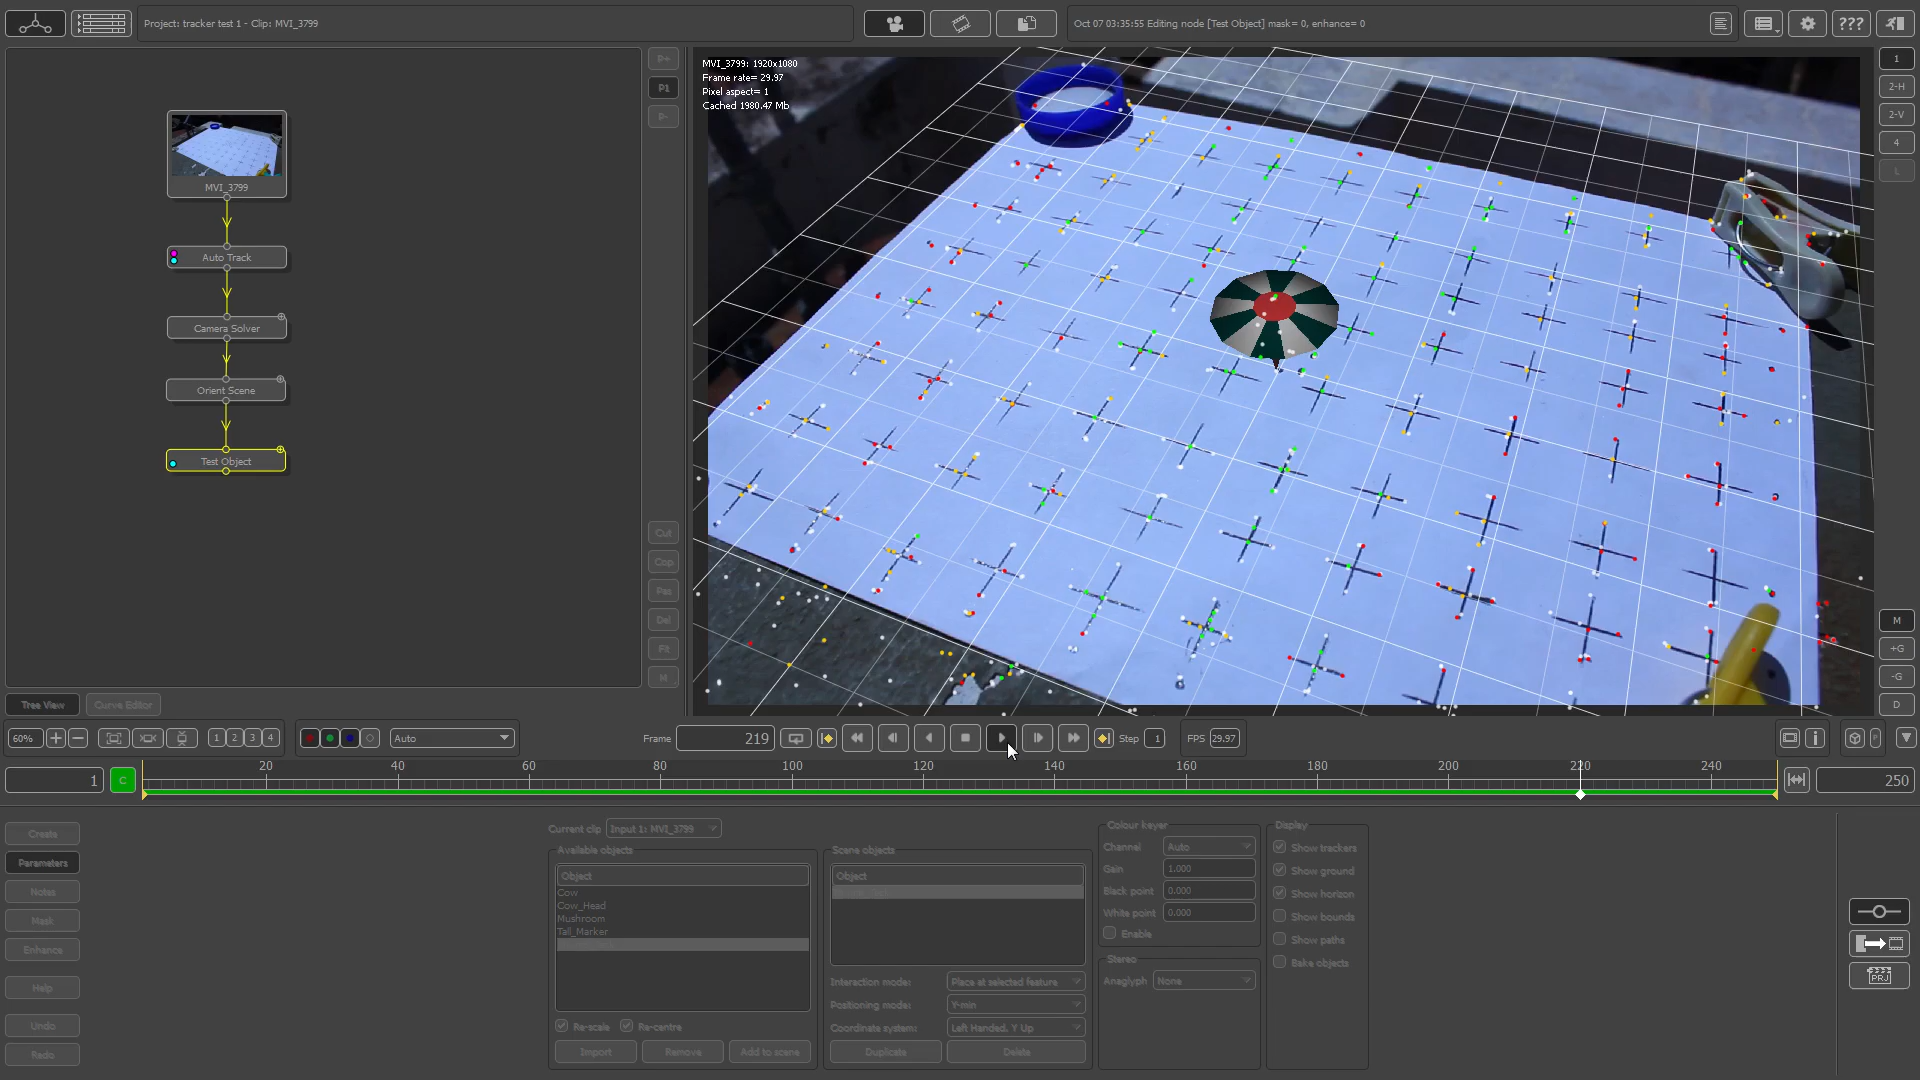 Project: tracker test 1 - Clip: MVI_3799
Oct 07 03:35:55 Editing node [Test Object] mask= 0, enhance= 0
???
MVI_3799: 1920x1080
Frame rate= 29.97
Pixel aspect= 1
Cached 1980.47 Mb
P+
P1
P-
1
2-H
2-V
4
L
MVI_3799
Auto Track
Camera Solver
Orient Scene
Test Object
Cut
Cop
Pas
Del
Flt
M
M
+G
-G
D
Tree View
Curve Editor
60%
1
2
3
4
Auto
Frame
219
Step
1
FPS
29.97
P
1
C
20
40
60
80
100
120
140
160
180
200
220
240
250
Create
Parameters
Notes
Mask
Enhance
Help
Undo
Redo
Current clip
Input 1: MVI_3799
Available objects
Object
Cow
Cow_Head
Mushroom
Tall_Marker
Re-scale
Re-centre
Import
Remove
Add to scene
Scene objects
Object
Interaction mode:
Place at selected feature
Positioning mode:
Y-min
Coordinate system:
Left Handed, Y Up
Duplicate
Delete
Colour keyer
Channel
Auto
Gain
1.000
Black point
0.000
White point
0.000
Enable
Stereo
Anaglyph
None
Display
Show trackers
Show ground
Show horizon
Show bounds
Show paths
Bake objects
PRJ